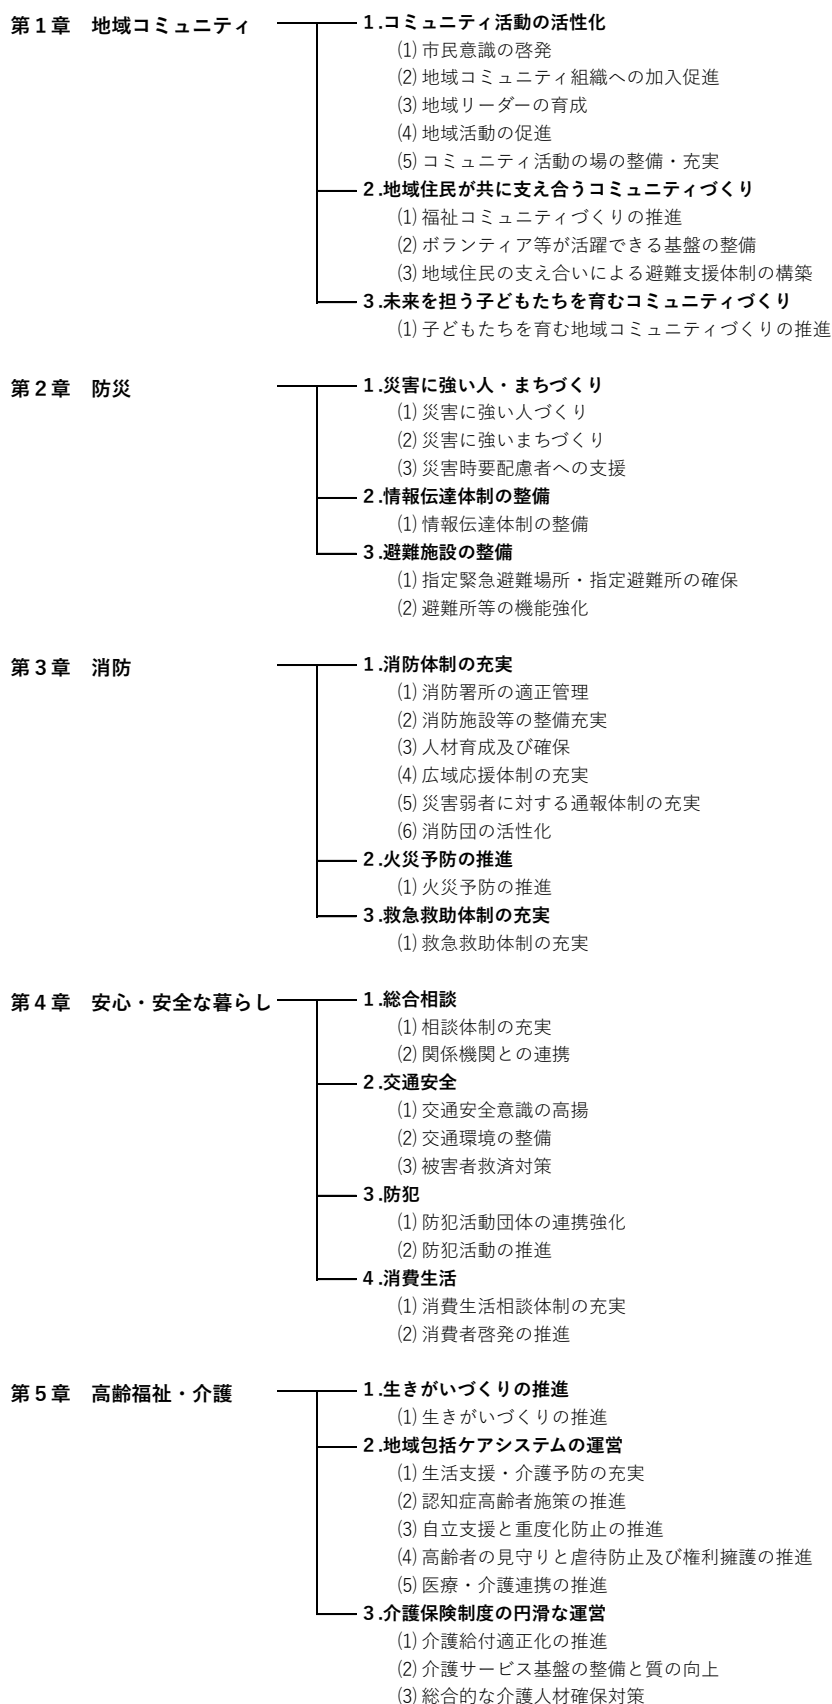 第１章　地域コミュニティ
１.コミュニティ活動の活性化
⑴ 市民意識の啓発
⑵ 地域コミュニティ組織への加入促進
⑶ 地域リーダーの育成
⑷ 地域活動の促進
⑸ コミュニティ活動の場の整備・充実
２.地域住民が共に支え合うコミュニティづくり
⑴ 福祉コミュニティづくりの推進
⑵ ボランティア等が活躍できる基盤の整備
⑶ 地域住民の支え合いによる避難支援体制の構築
３.未来を担う子どもたちを育むコミュニティづくり
⑴ 子どもたちを育む地域コミュニティづくりの推進
第２章　防災
１.災害に強い人・まちづくり
⑴ 災害に強い人づくり
⑵ 災害に強いまちづくり
⑶ 災害時要配慮者への支援
２.情報伝達体制の整備
⑴ 情報伝達体制の整備
３.避難施設の整備
⑴ 指定緊急避難場所・指定避難所の確保
⑵ 避難所等の機能強化
第３章　消防
１.消防体制の充実
⑴ 消防署所の適正管理
⑵ 消防施設等の整備充実
⑶ 人材育成及び確保
⑷ 広域応援体制の充実
⑸ 災害弱者に対する通報体制の充実
⑹ 消防団の活性化
２.火災予防の推進
⑴ 火災予防の推進
３.救急救助体制の充実
⑴ 救急救助体制の充実
第４章　安心・安全な暮らし
１.総合相談
⑴ 相談体制の充実
⑵ 関係機関との連携
２.交通安全
⑴ 交通安全意識の高揚
⑵ 交通環境の整備
⑶ 被害者救済対策
３.防犯
⑴ 防犯活動団体の連携強化
⑵ 防犯活動の推進
４.消費生活
⑴ 消費生活相談体制の充実
⑵ 消費者啓発の推進
第５章　高齢福祉・介護
１.生きがいづくりの推進
⑴ 生きがいづくりの推進
２.地域包括ケアシステムの運営
⑴ 生活支援・介護予防の充実
⑵ 認知症高齢者施策の推進
⑶ 自立支援と重度化防止の推進
⑷ 高齢者の見守りと虐待防止及び権利擁護の推進
⑸ 医療・介護連携の推進
３.介護保険制度の円滑な運営
⑴ 介護給付適正化の推進
⑵ 介護サービス基盤の整備と質の向上
⑶ 総合的な介護人材確保対策